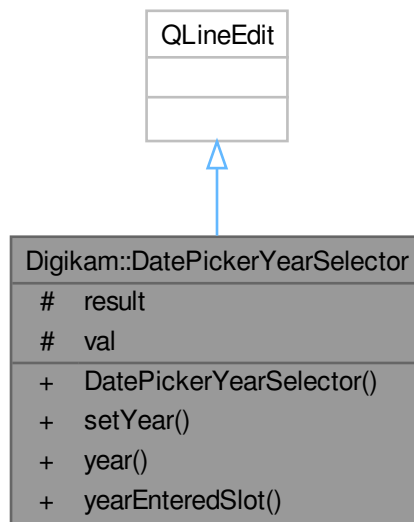 QLineEdit
Digikam::DatePickerYearSelector
# result
# val
+ DatePickerYearSelector()
+ setYear()
+ year()
+ yearEnteredSlot()